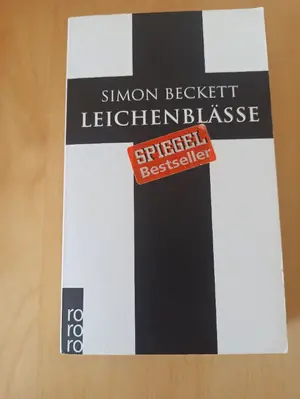 SIMON BECKETT
LEICHENBLÄSSE
SPIEGEL
Bestseller
ro
ro
ro